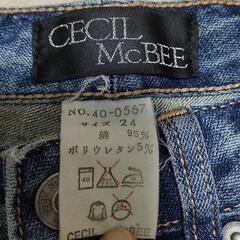 CECIL
McBEE
NO. 40-0567
サイズ 24
綿 95%
ポリウレタン 5%
40
CECIL McBEE